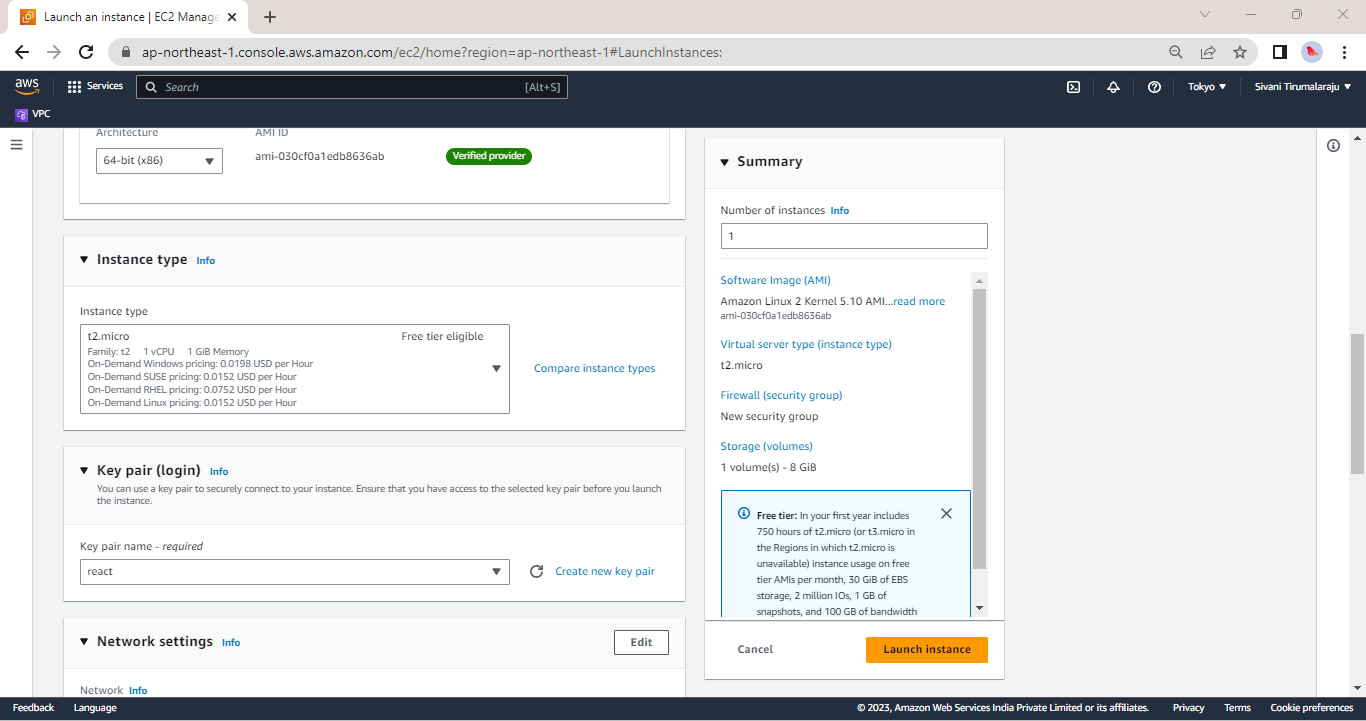 Launch an instance | EC2 Manage
ap-northeast-1.console.aws.amazon.com/ec2/home?region=ap-northeast-1#LaunchInstances:
aws
Services
Search
[Alt+S]
Tokyo
Sivani Tirumalaraju
VPC
Architecture
AMI ID
64-bit (x86)
ami-030cf0a1edb8636ab
Verified provider
Instance type Info
Instance type
t2.micro
Free tier eligible
Family: t2 1 vCPU 1 GiB Memory
On-Demand Windows pricing: 0.0198 USD per Hour
On-Demand SUSE pricing: 0.0152 USD per Hour
On-Demand RHEL pricing: 0.0752 USD per Hour
On-Demand Linux pricing: 0.0152 USD per Hour
Compare instance types
Key pair (login) Info
You can use a key pair to securely connect to your instance. Ensure that you have access to the selected key pair before you launch
the instance.
Key pair name - required
react
Create new key pair
Network settings Info
Edit
Network Info
Summary
Number of instances Info
1
Software Image (AMI)
Amazon Linux 2 Kernel 5.10 AMI...read more
ami-030cf0a1edb8636ab
Virtual server type (instance type)
t2.micro
Firewall (security group)
New security group
Storage (volumes)
1 volume(s) - 8 GiB
Free tier: In your first year includes
750 hours of t2.micro (or t3.micro in
the Regions in which t2.micro is
unavailable) instance usage on free
tier AMIs per month, 30 GiB of EBS
storage, 2 million IOs, 1 GB of
snapshots, and 100 GB of bandwidth
Cancel
Launch instance
Feedback
Language
© 2023, Amazon Web Services India Private Limited or its affiliates.
Privacy
Terms
Cookie preferences